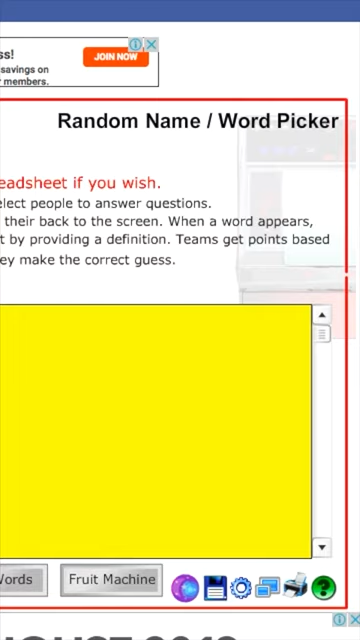 ss!
savings on
members.
JOIN NOW
Random Name / Word Picker
eadsheet if you wish.
elect people to answer questions.
their back to the screen. When a word appears,
t by providing a definition. Teams get points based
ey make the correct guess.
Words
Fruit Machine
?